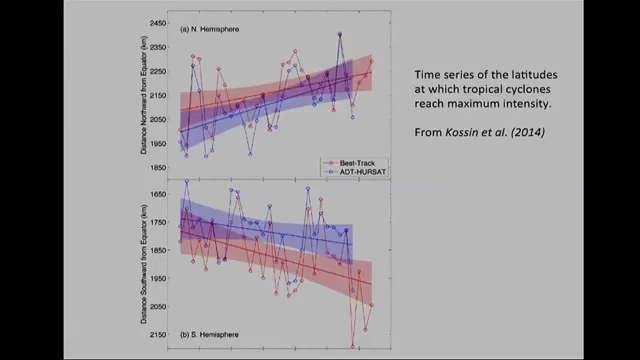 (a) N. Hemisphere
Distance Northward from Equator (km)
2450
2350
2250
2150
2050
1950
1850
Best-Track
ADT-HURSAT
Distance Southward from Equator (km)
1650
1750
1850
1950
2050
2150
(b) S. Hemisphere
Time series of the latitudes
at which tropical cyclones
reach maximum intensity.
From Kossin et al. (2014)